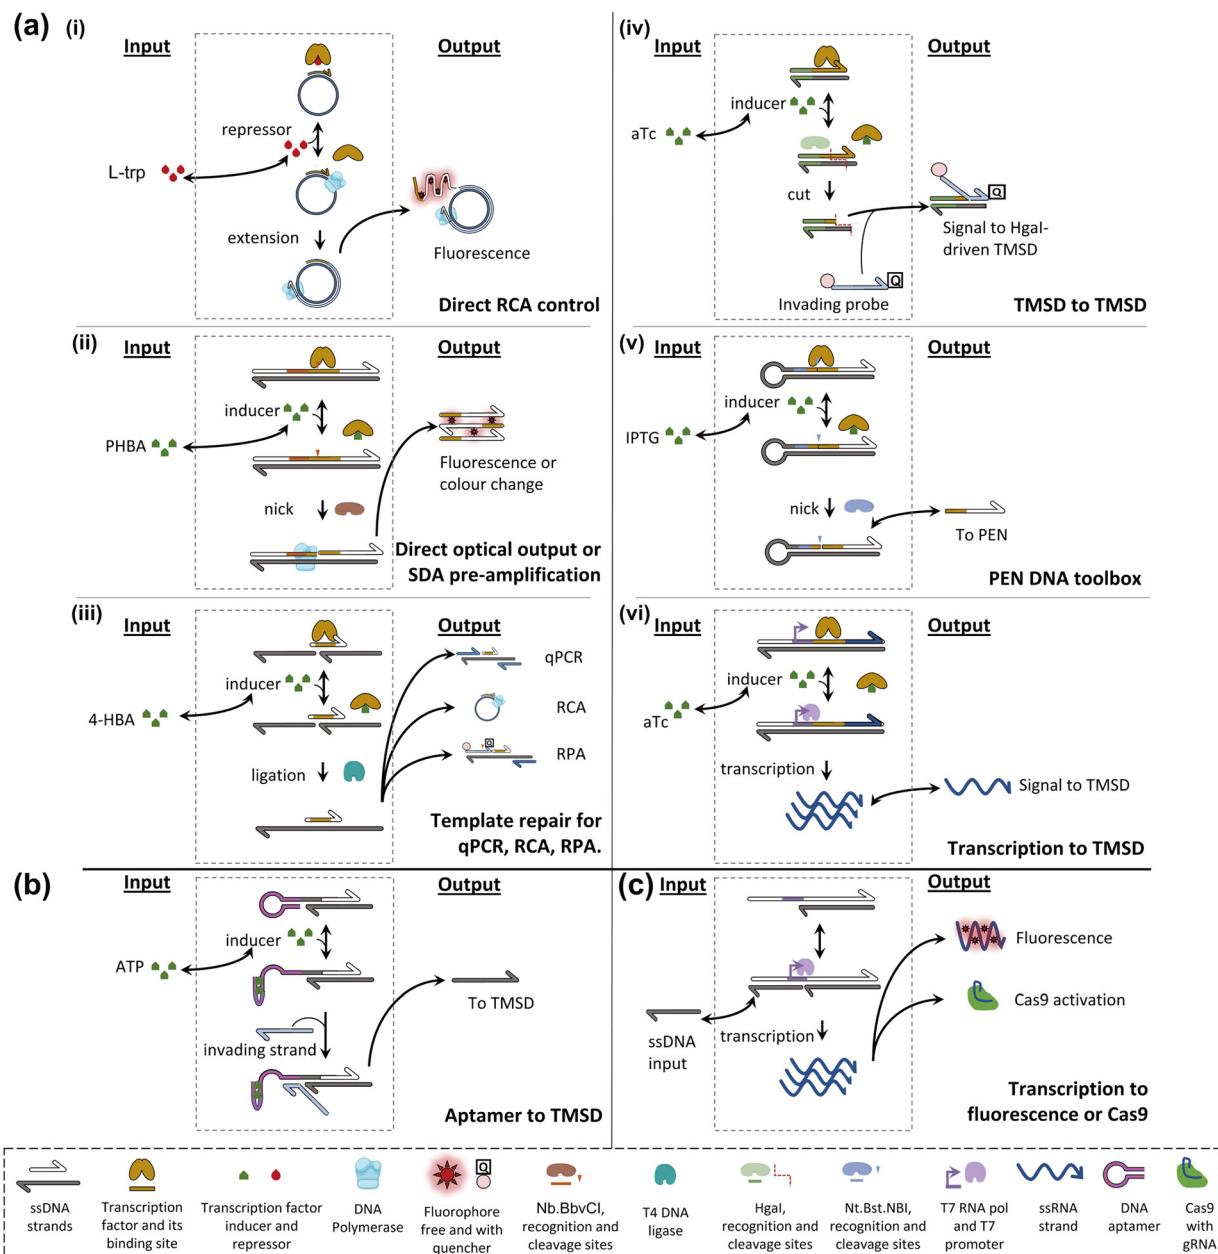 (a) (i)
Input
Output
repressor
L-trp
extension
Fluorescence
Direct RCA control
(ii)
Input
Output
inducer
PHBA
Fluorescence or
colour change
nick
Direct optical output or
SDA pre-amplification
(iii)
Input
Output
qPCR
inducer
4-HBA
RCA
RPA
Q
ligation
Template repair for
qPCR, RCA, RPA.
(iv)
Input
Output
inducer
aTc
Q
cut
Signal to HgaI-
driven TMSD
Q
Invading probe
TMSD to TMSD
(v)
Input
Output
inducer
IPTG
nick
To PEN
PEN DNA toolbox
(vi)
Input
Output
inducer
aTc
transcription
Signal to TMSD
Transcription to TMSD
(b)
Input
Output
inducer
ATP
To TMSD
invading strand
Aptamer to TMSD
(c)
Input
Output
Fluorescence
Cas9 activation
ssDNA
input
transcription
Transcription to
fluorescence or Cas9
Q
ssDNA
strands
Transcription
factor and its
binding site
Transcription factor
inducer and
repressor
DNA
Polymerase
Fluorophore
free and with
quencher
Nb.BbvCI,
recognition and
cleavage sites
T4 DNA
ligase
HgaI,
recognition and
cleavage sites
Nt.Bst.NBI,
recognition and
cleavage sites
T7 RNA pol
and T7
promoter
ssRNA
strand
DNA
aptamer
Cas9
with
gRNA